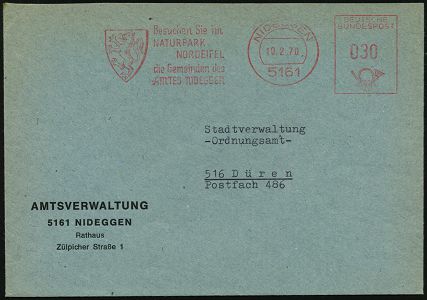 Besuchen Sie im
NATURPARK
NORDEIFEL
die Gemeinden des
AMTES NIDEGGEN
NIDEGGEN
10.2.70
5161
DEUTSCHE
BUNDESPOST
030
Stadtverwaltung
-Ordnungsamt-
516 Düren
Postfach 486
AMTSVERWALTUNG
5161 NIDEGGEN
Rathaus
Zülpicher Straße 1